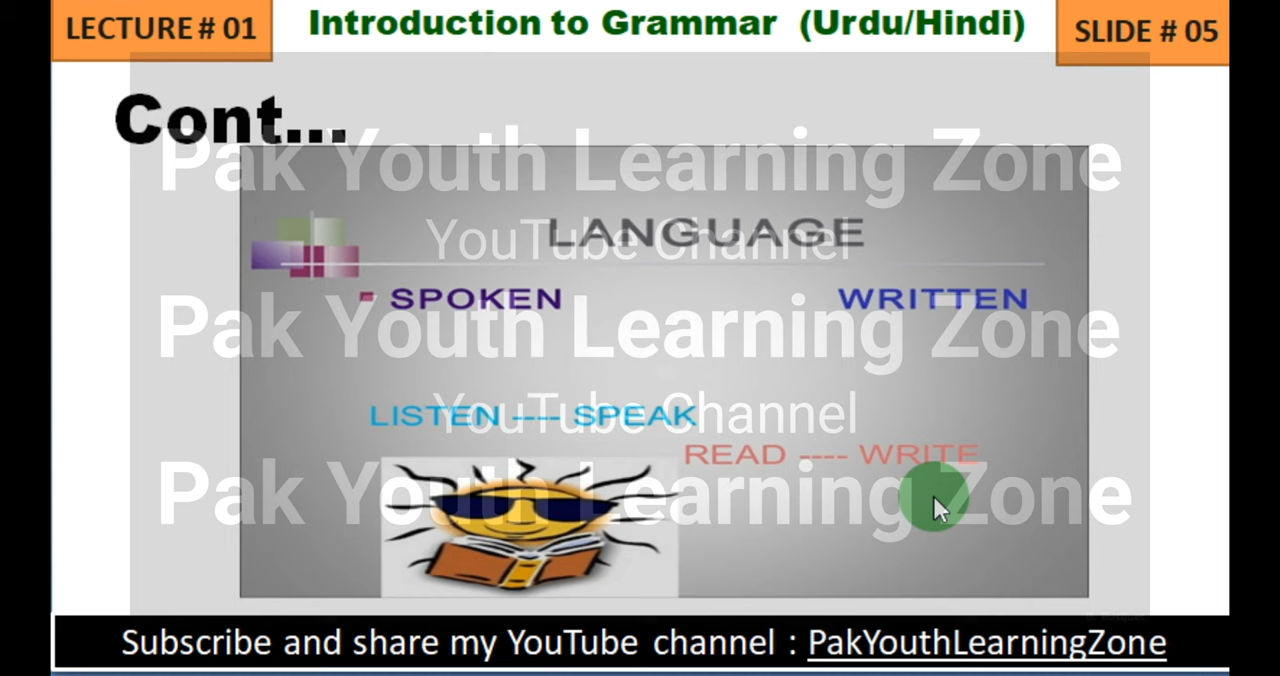 LECTURE # 01
Introduction to Grammar (Urdu/Hindi)
SLIDE # 05
Cont...
Pak Youth Learning Zone
YouTube Channel
LANGUAGE
SPOKEN
WRITTEN
Pak Youth Learning Zone
LISTEN ---- SPEAK
YouTube Channel
READ ---- WRITE
Pak Youth Learning Zone
Subscribe and share my YouTube channel : PakYouthLearningZone